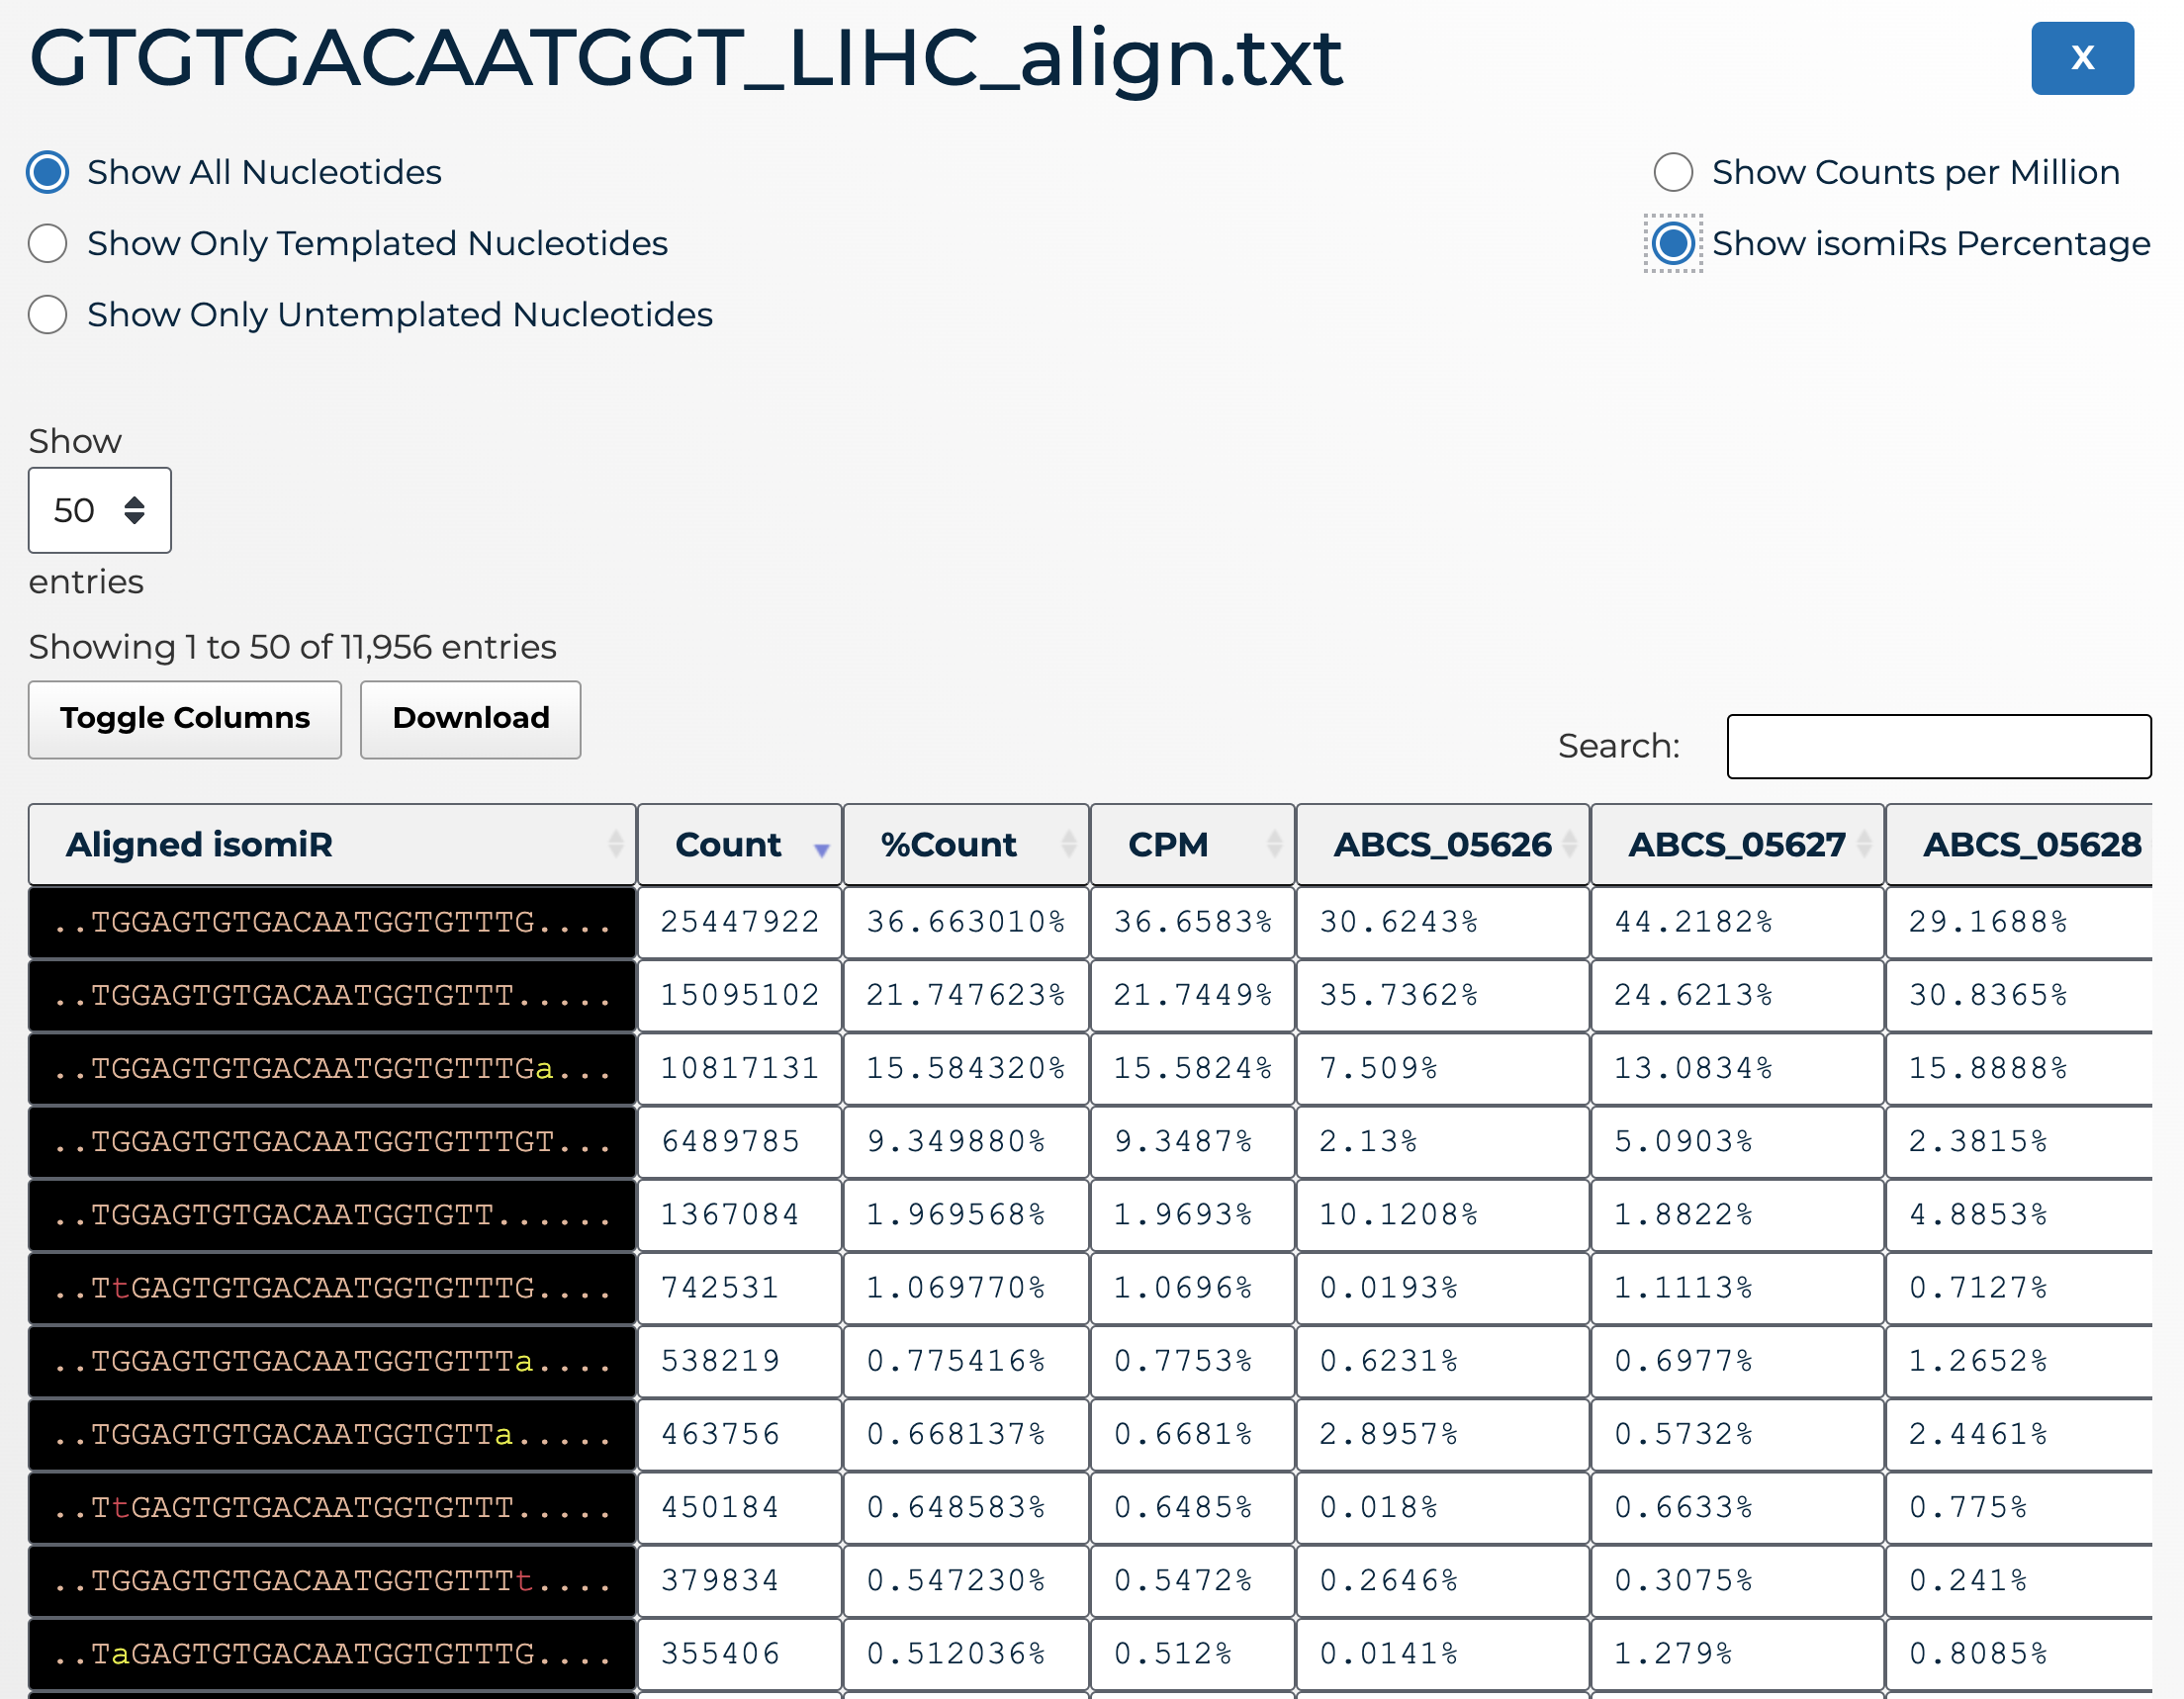 GTGTGACAATGGT_LIHC_align.txt X
Show All Nucleotides Show Counts per Million
Show Only Templated Nucleotides Show isomiRs Percentage
Show Only Untemplated Nucleotides
Show
50
entries
Showing 1 to 50 of 11,956 entries
Toggle Columns Download
Search:
Aligned isomiR Count %Count CPM ABCS_05626 ABCS_05627 ABCS_05628
..TGGAGTGTGACAATGGTGTTTG.... 25447922 36.663010% 36.6583% 30.6243% 44.2182% 29.1688%
..TGGAGTGTGACAATGGTGTTT..... 15095102 21.747623% 21.7449% 35.7362% 24.6213% 30.8365%
..TGGAGTGTGACAATGGTGTTTGa... 10817131 15.584320% 15.5824% 7.509% 13.0834% 15.8888%
..TGGAGTGTGACAATGGTGTTTGT... 6489785 9.349880% 9.3487% 2.13% 5.0903% 2.3815%
..TGGAGTGTGACAATGGTGTT...... 1367084 1.969568% 1.9693% 10.1208% 1.8822% 4.8853%
..TtGAGTGTGACAATGGTGTTTG.... 742531 1.069770% 1.0696% 0.0193% 1.1113% 0.7127%
..TGGAGTGTGACAATGGTGTTTa.... 538219 0.775416% 0.7753% 0.6231% 0.6977% 1.2652%
..TGGAGTGTGACAATGGTGTTa..... 463756 0.668137% 0.6681% 2.8957% 0.5732% 2.4461%
..TtGAGTGTGACAATGGTGTTT..... 450184 0.648583% 0.6485% 0.018% 0.6633% 0.775%
..TGGAGTGTGACAATGGTGTTTt.... 379834 0.547230% 0.5472% 0.2646% 0.3075% 0.241%
..TaGAGTGTGACAATGGTGTTTG.... 355406 0.512036% 0.512% 0.0141% 1.279% 0.8085%